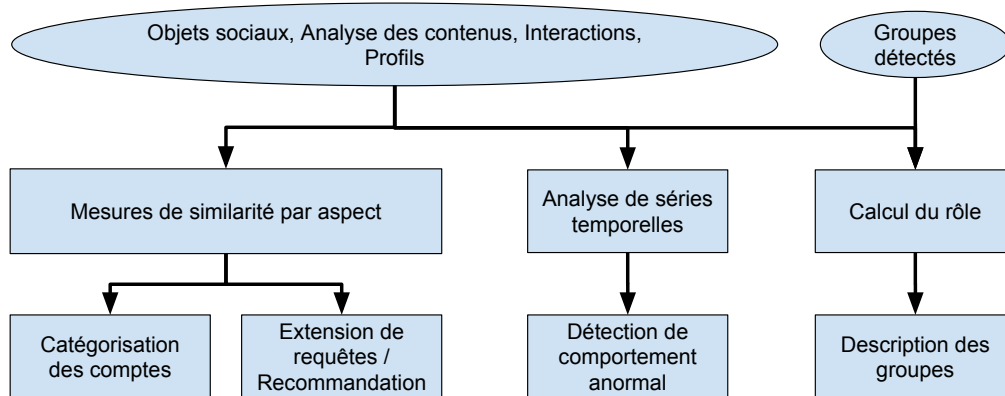 Objets sociaux, Analyse des contenus, Interactions,
Profils
Groupes
détectés
Mesures de similarité par aspect
Analyse de séries
temporelles
Calcul du rôle
Catégorisation
des comptes
Extension de
requêtes /
Recommandation
Détection de
comportement
anormal
Description des
groupes